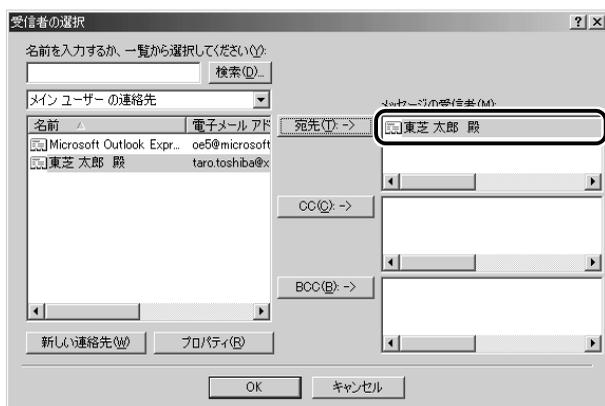 受信者の選択
名前を入力するか、一覧から選択してください(Y):
検索(D)...
メイン ユーザー の連絡先
メッセージの受信者(M):
名前 電子メール アド
Microsoft Outlook Expr... oe5@microsoft
東芝 太郎 殿 taro.toshiba@x
宛先(T): ->
東芝 太郎 殿
CC(C): ->
BCC(B): ->
新しい連絡先(W) プロパティ(R)
OK キャンセル